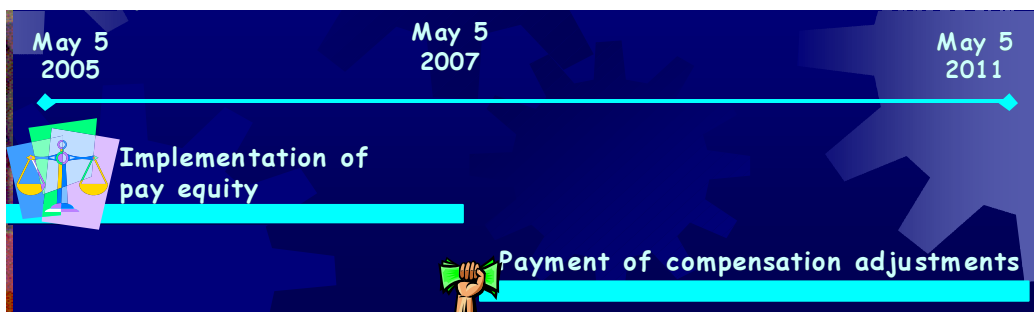 May 5
2005
May 5
2007
May 5
2011
Implementation of
pay equity
Payment of compensation adjustments